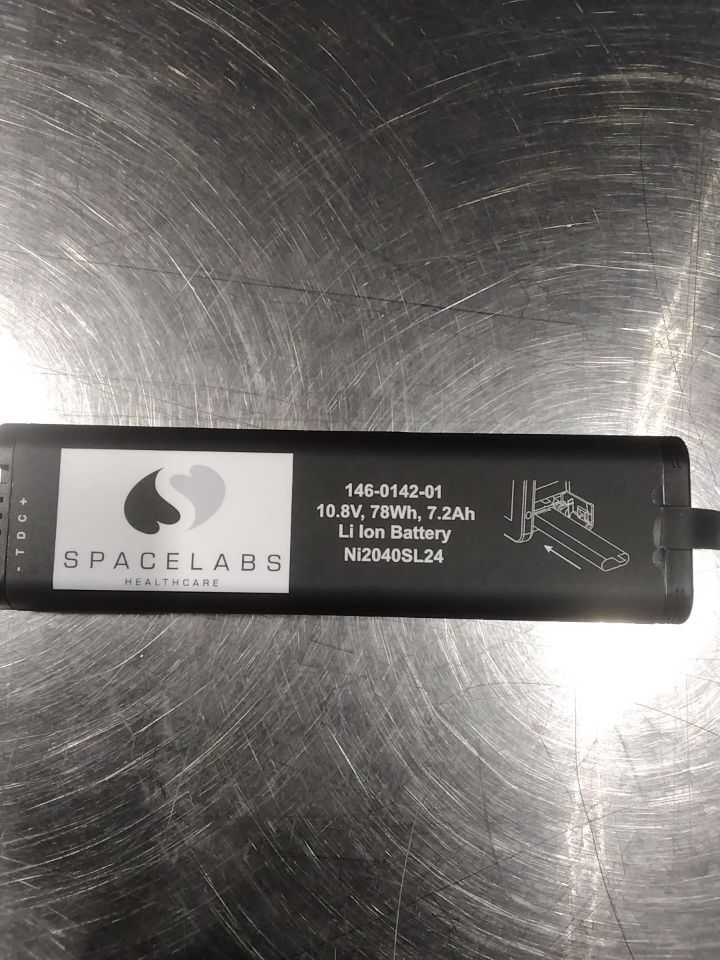 - T D C +
SPACELABS
HEALTHCARE
146-0142-01
10.8V, 78Wh, 7.2Ah
Li Ion Battery
Ni2040SL24